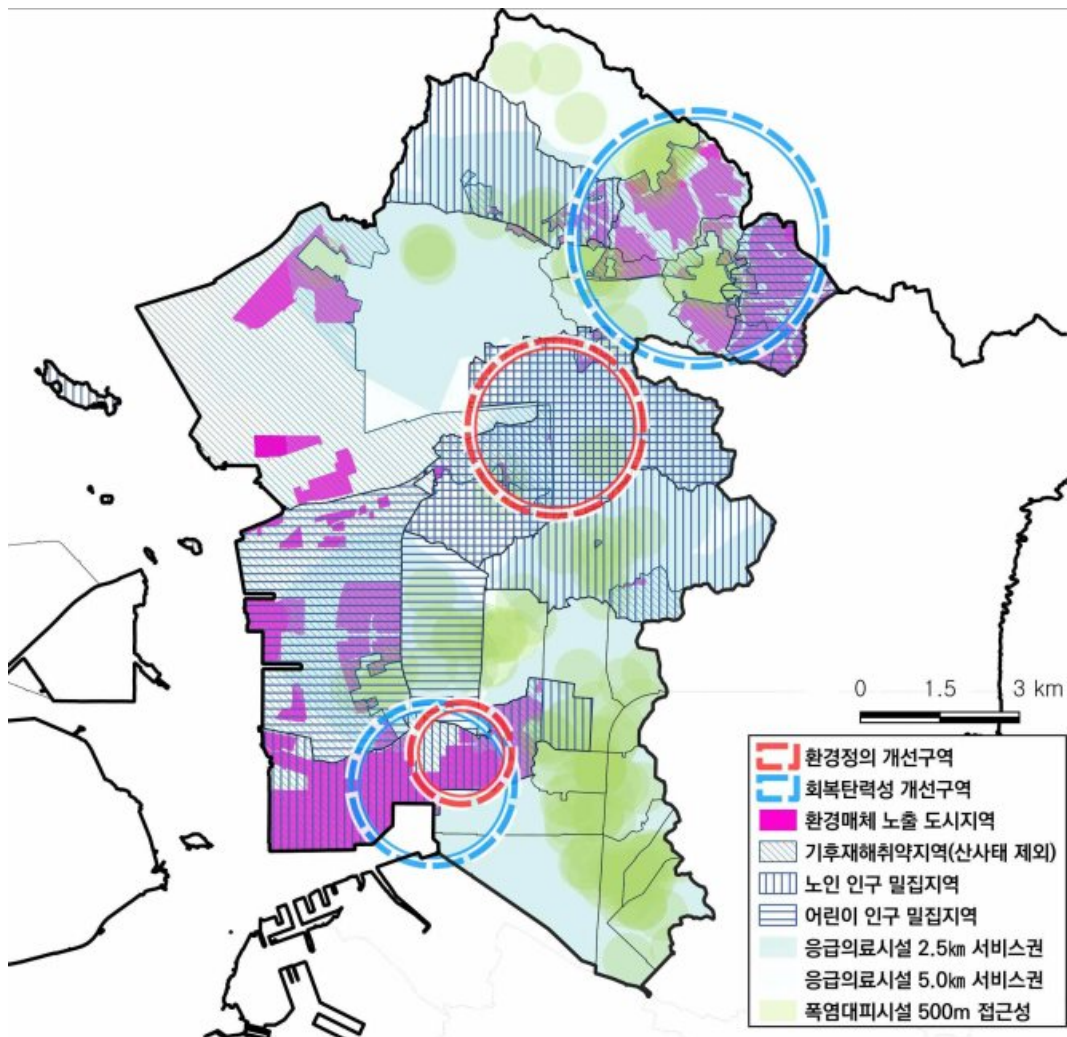 0 1.5 3 km
환경정의 개선구역
회복탄력성 개선구역
환경매체 노출 도시지역
기후재해취약지역(산사태 제외)
노인 인구 밀집지역
어린이 인구 밀집지역
응급의료시설 2.5㎞ 서비스권
응급의료시설 5.0㎞ 서비스권
폭염대피시설 500m 접근성